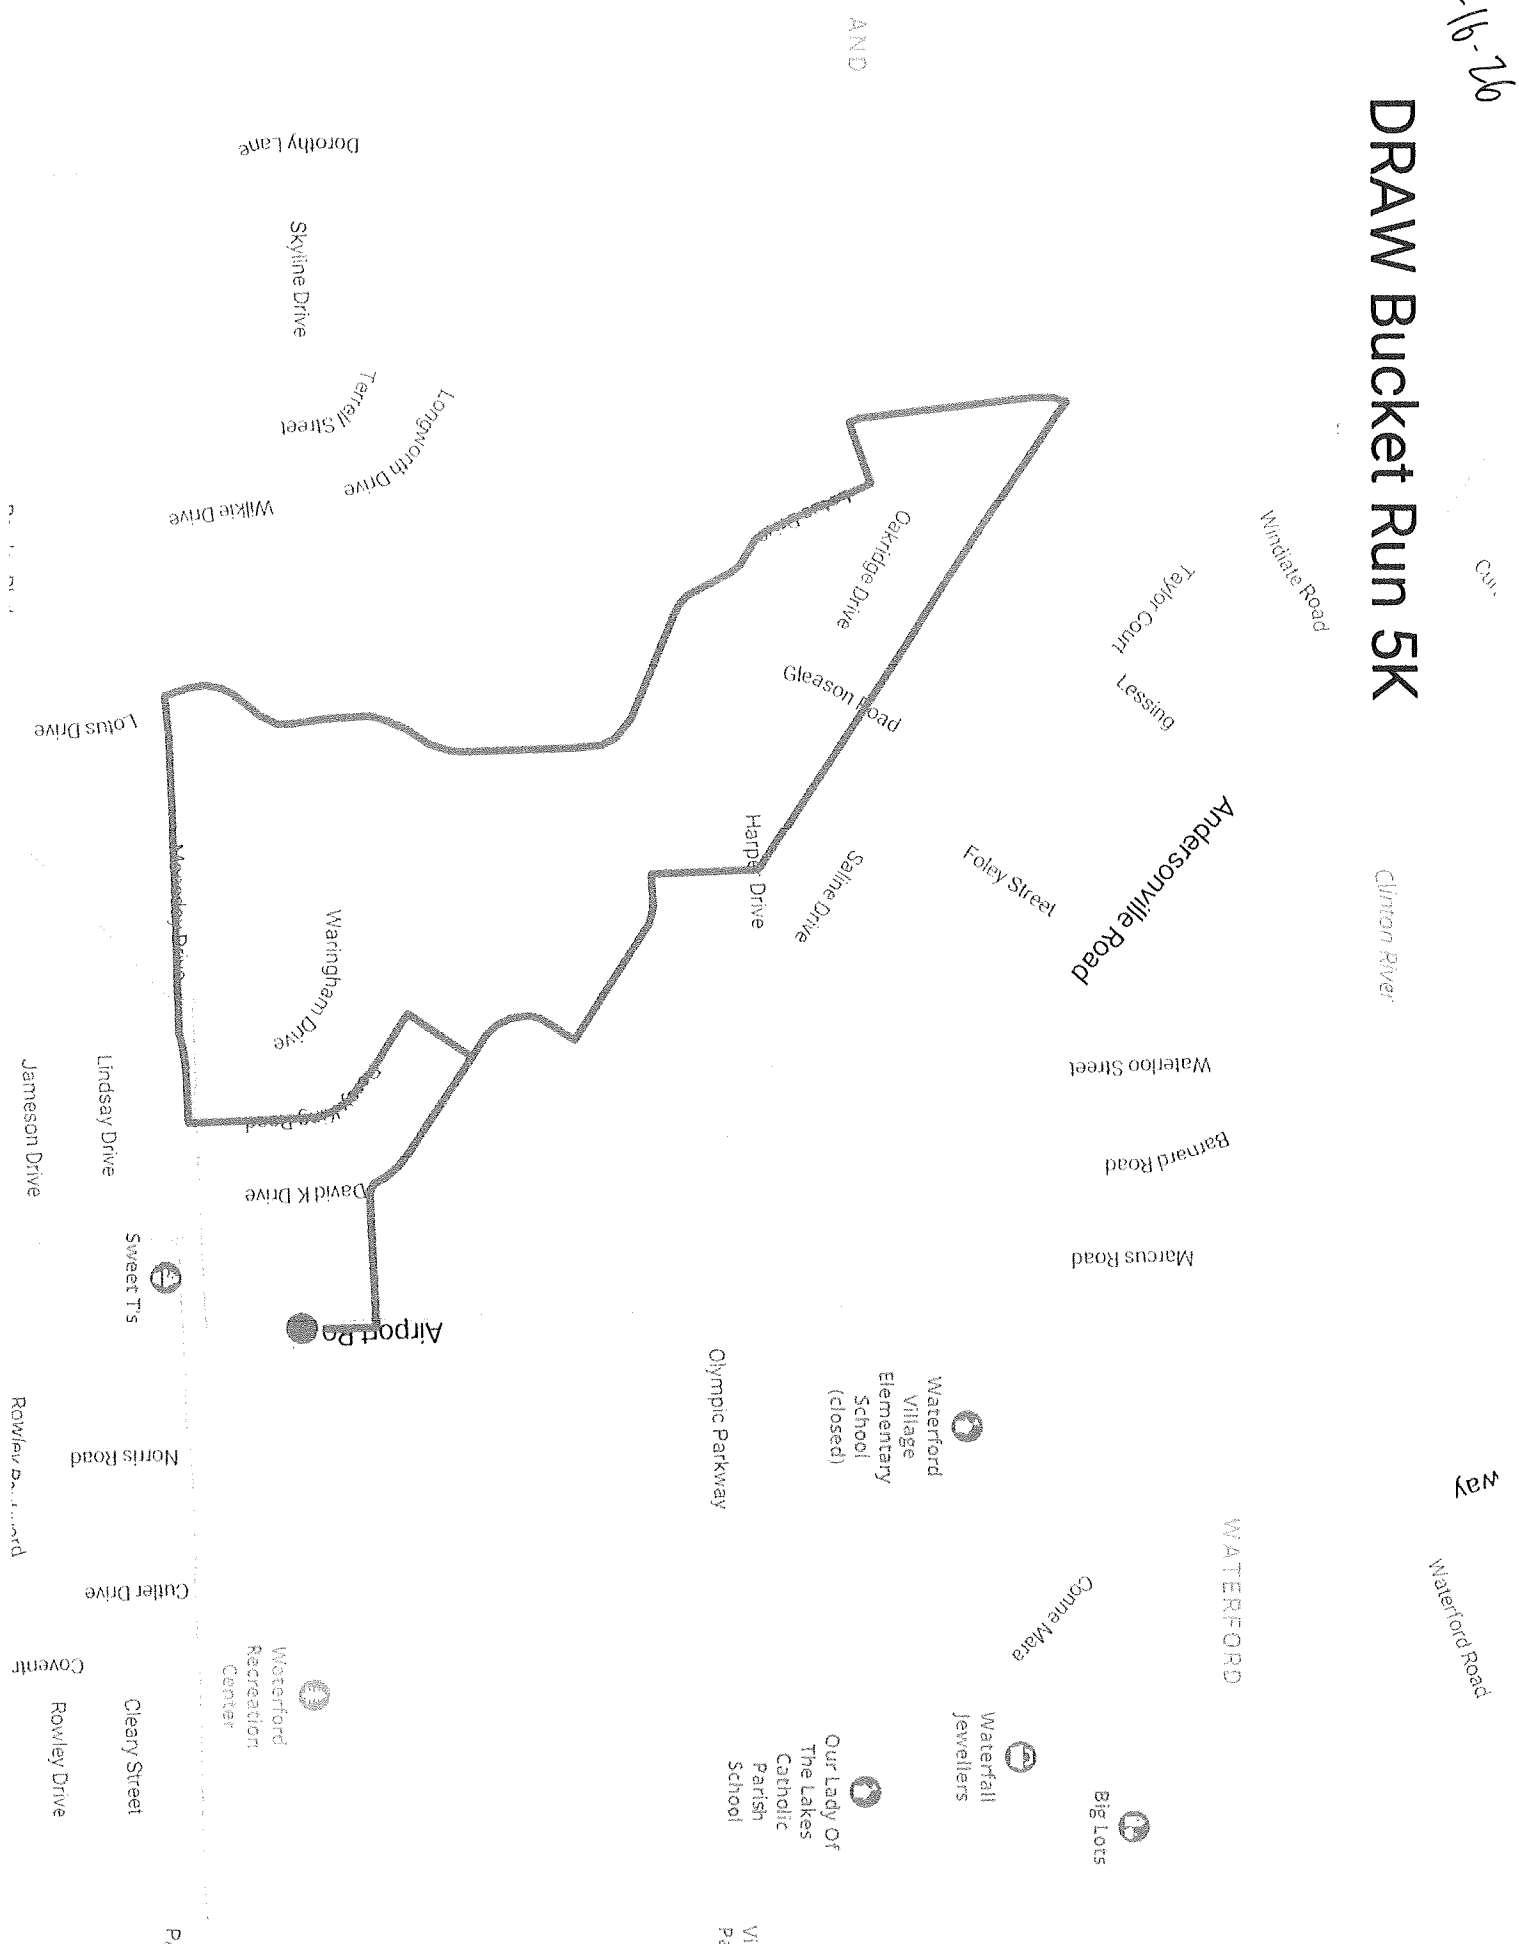 -16-26
DRAW Bucket Run 5K
Windiate Road
Taylor Court
Lessing
Clinton River
Andersonville Road
Foley Street
Waterloo Street
Barnard Road
Marcus Road
way
Waterford Road
WATERFORD
Conne Mara
Big Lots
Waterfall
Jewellers
Waterford
Village
Elementary
School
(closed)
Our Lady Of
The Lakes
Catholic
Parish
School
Olympic Parkway
AND
Oakridge Drive
Gleason Road
Harper Drive
Saline Drive
Dorothy Lane
Skyline Drive
Terrell Street
Longworth Drive
Wilkie Drive
Lotus Drive
Waringham Drive
David K Drive
Airport
Lindsay Drive
Jameson Drive
Sweet T's
Norris Road
Cutler Drive
Waterford
Recreation
Center
Cleary Street
Rowley Drive